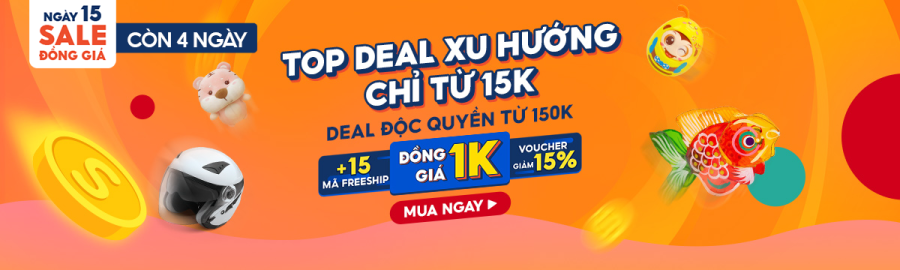 NGÀY 15
SALE
ĐỒNG GIÁ
CÒN 4 NGÀY
TOP DEAL XU HƯỚNG
CHỈ TỪ 15K
DEAL ĐỘC QUYỀN TỪ 150K
+15
MÃ FREESHIP
ĐỒNG
GIÁ
1K
VOUCHER
GIẢM 15%
MUA NGAY
S